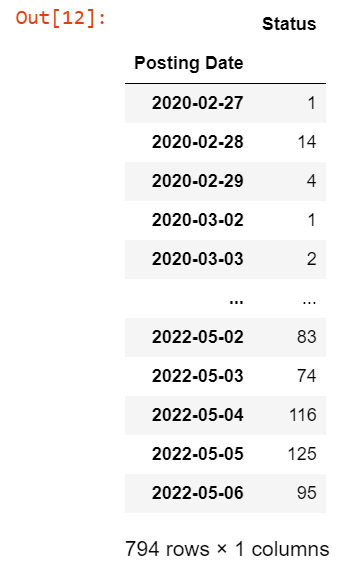 Out[12]:
Status
Posting Date
2020-02-27 1
2020-02-28 14
2020-02-29 4
2020-03-02 1
2020-03-03 2
... ...
2022-05-02 83
2022-05-03 74
2022-05-04 116
2022-05-05 125
2022-05-06 95
794 rows × 1 columns